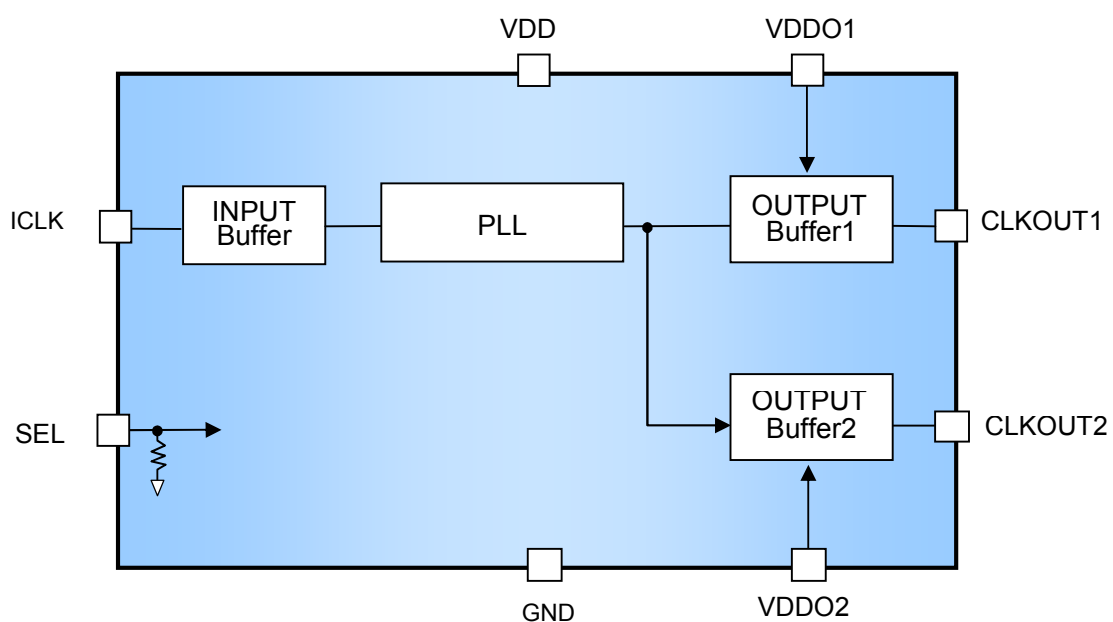 VDD
VDDO1
ICLK
INPUT
Buffer
PLL
OUTPUT
Buffer1
CLKOUT1
SEL
OUTPUT
Buffer2
CLKOUT2
GND
VDDO2